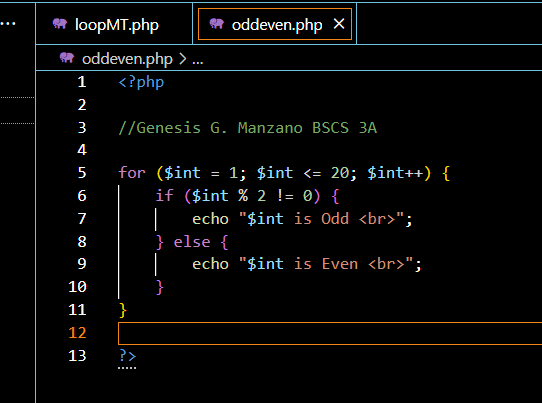 ... loopMT.php oddeven.php ×
oddeven.php > ...
1 <?php
2
3 //Genesis G. Manzano BSCS 3A
4
5 for ($int = 1; $int <= 20; $int++) {
6     if ($int % 2 != 0) {
7         echo "$int is Odd <br>";
8     } else {
9         echo "$int is Even <br>";
10     }
11 }
12
13 ?>